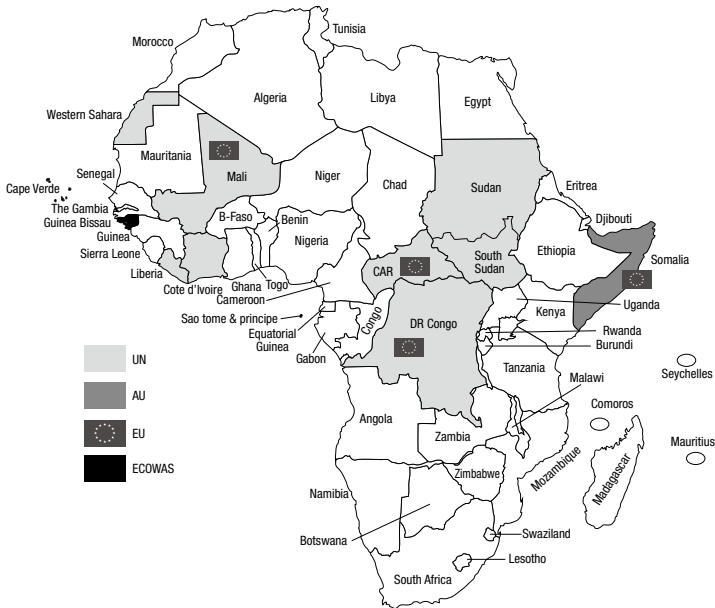 Tunisia
Morocco
Algeria
Libya
Egypt
Western Sahara
Mauritania
Mali
Niger
Chad
Sudan
Eritrea
Senegal
Cape Verde
The Gambia
Guinea Bissau
Guinea
Sierra Leone
Liberia
Cote d'Ivoire
B-Faso
Benin
Nigeria
Ghana
Togo
Cameroon
CAR
South
Sudan
Ethiopia
Djibouti
Somalia
Sao tome & principe
Equatorial
Guinea
Gabon
Congo
DR Congo
Kenya
Uganda
Rwanda
Burundi
Tanzania
Malawi
Seychelles
Comoros
Mauritius
UN
AU
EU
ECOWAS
Angola
Zambia
Zimbabwe
Mozambique
Madagascar
Namibia
Botswana
Swaziland
Lesotho
South Africa